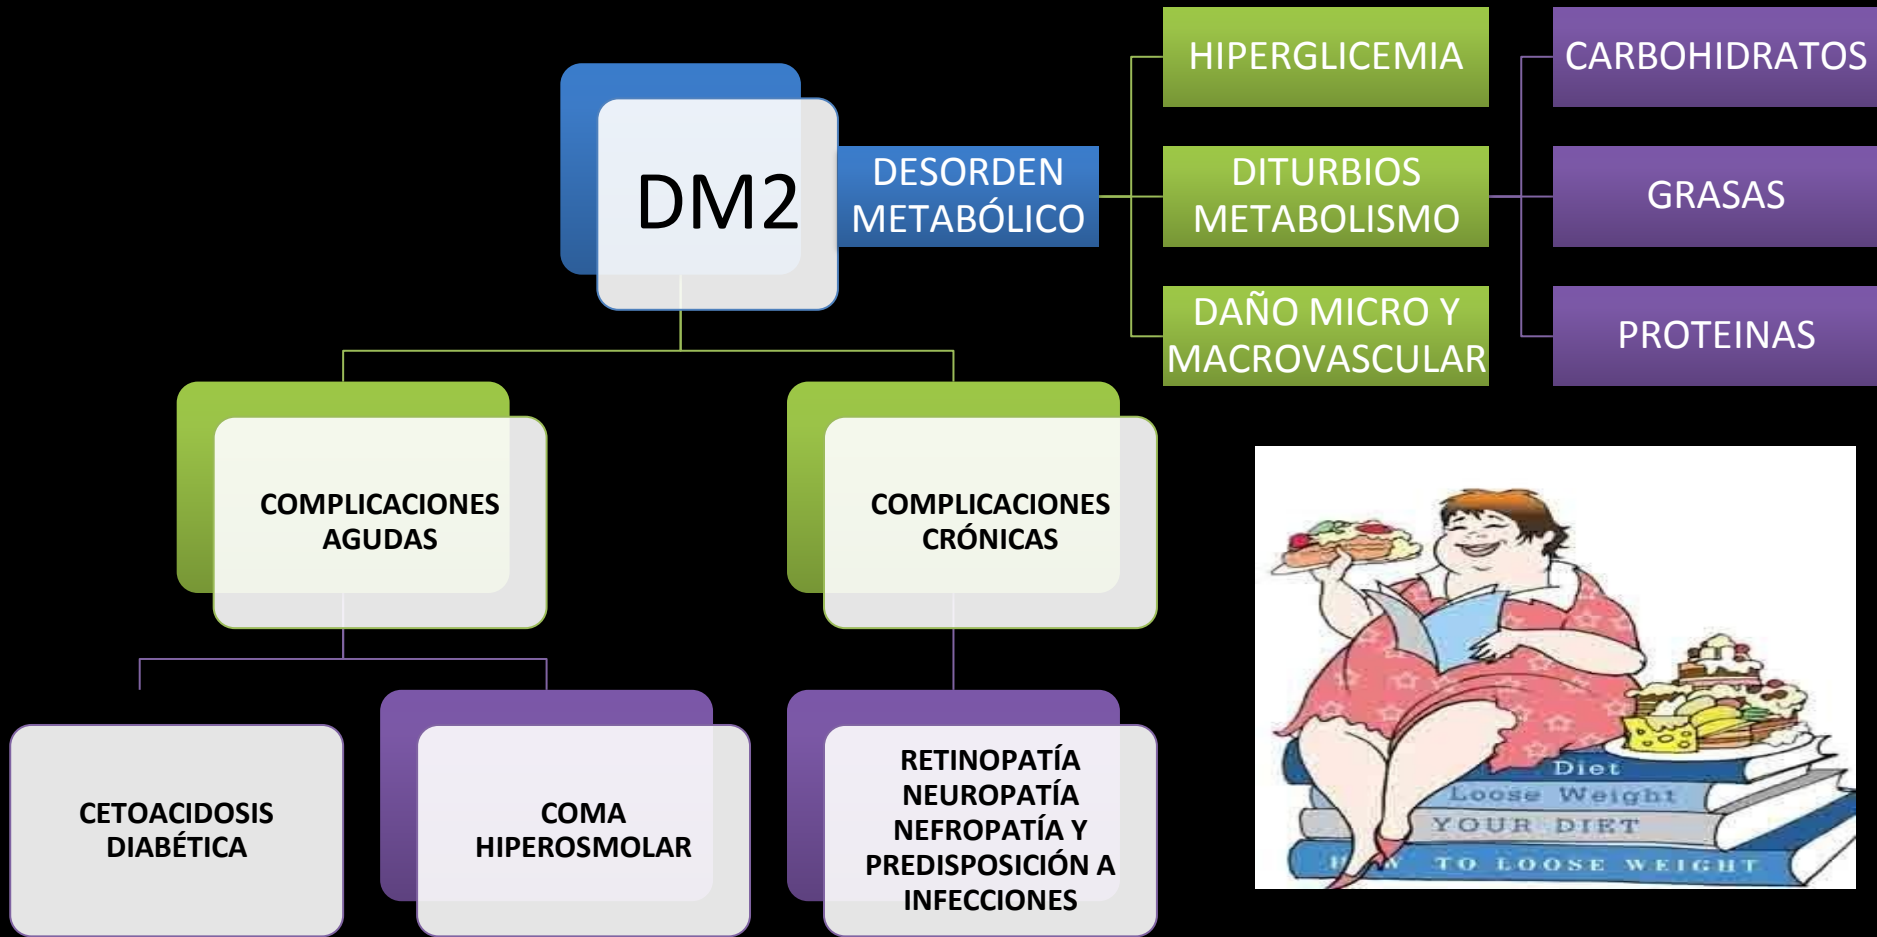 DM2
DESORDEN
METABÓLICO
HIPERGLICEMIA
DITURBIOS
METABOLISMO
DAÑO MICRO Y
MACROVASCULAR
CARBOHIDRATOS
GRASAS
PROTEINAS
COMPLICACIONES
AGUDAS
COMPLICACIONES
CRÓNICAS
CETOACIDOSIS
DIABÉTICA
COMA
HIPEROSMOLAR
RETINOPATÍA
NEUROPATÍA
NEFROPATÍA Y
PREDISPOSICIÓN A
INFECCIONES
Diet
Loose Weight
YOUR DIET
TO LOOSE WEIGHT